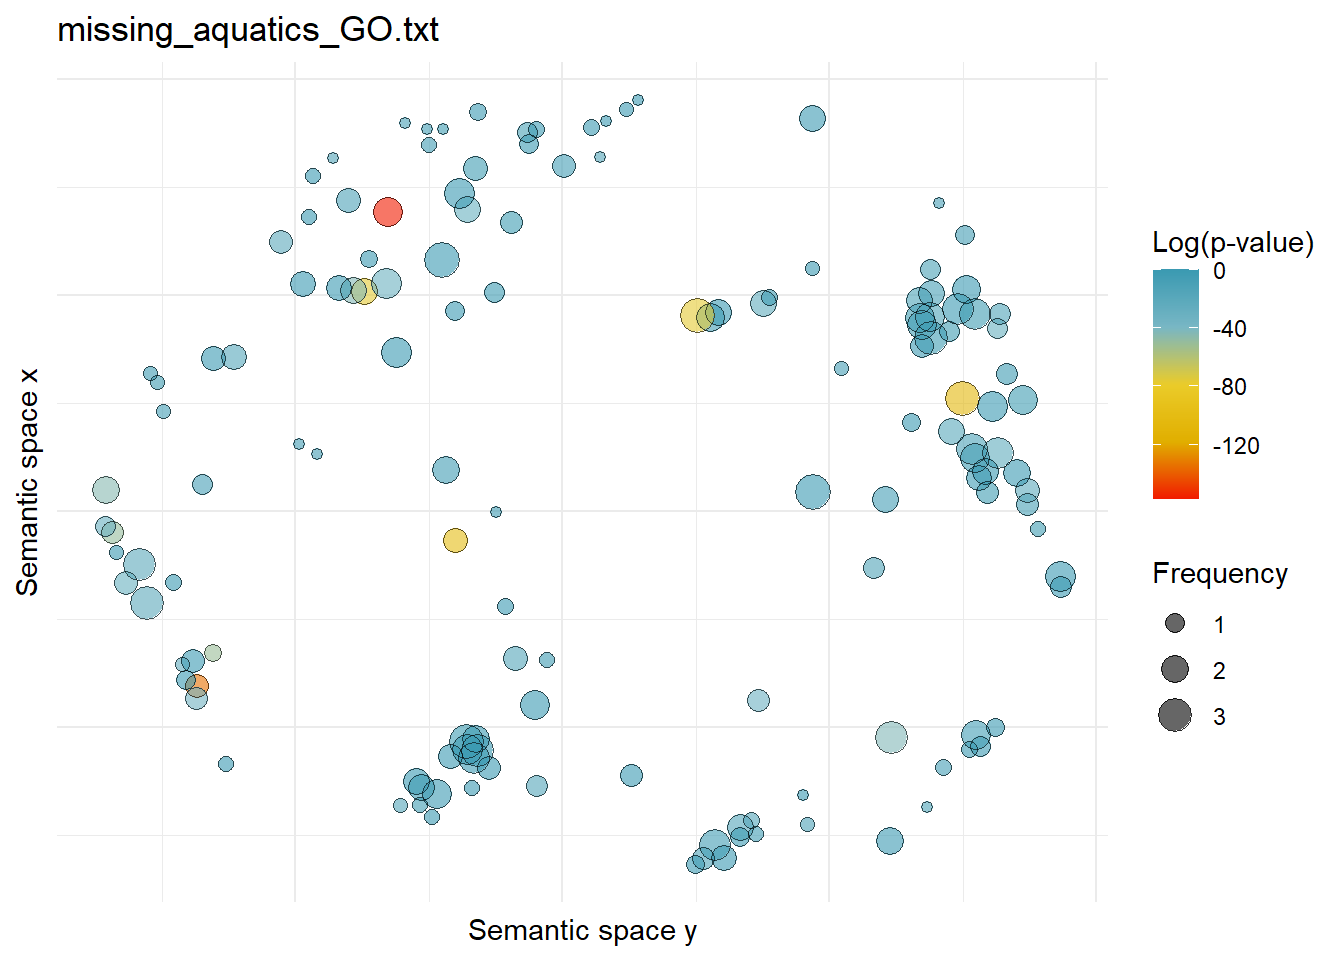 missing_aquatics_GO.txt
Semantic space x
Semantic space y
Log(p-value)
0
-40
-80
-120
Frequency
1
2
3